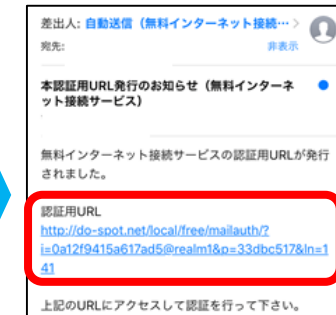 差出人: 自動送信（無料インターネット接続… >
宛先: 非表示
本認証用URL発行のお知らせ（無料インターネ
ット接続サービス）
無料インターネット接続サービスの認証用URLが発行
されました。
認証用URL
http://do-spot.net/local/free/mailauth/?
i=0a12f9415a617ad5@realm1&p=33dbc517&ln=1
41
上記のURLにアクセスして認証を行って下さい。